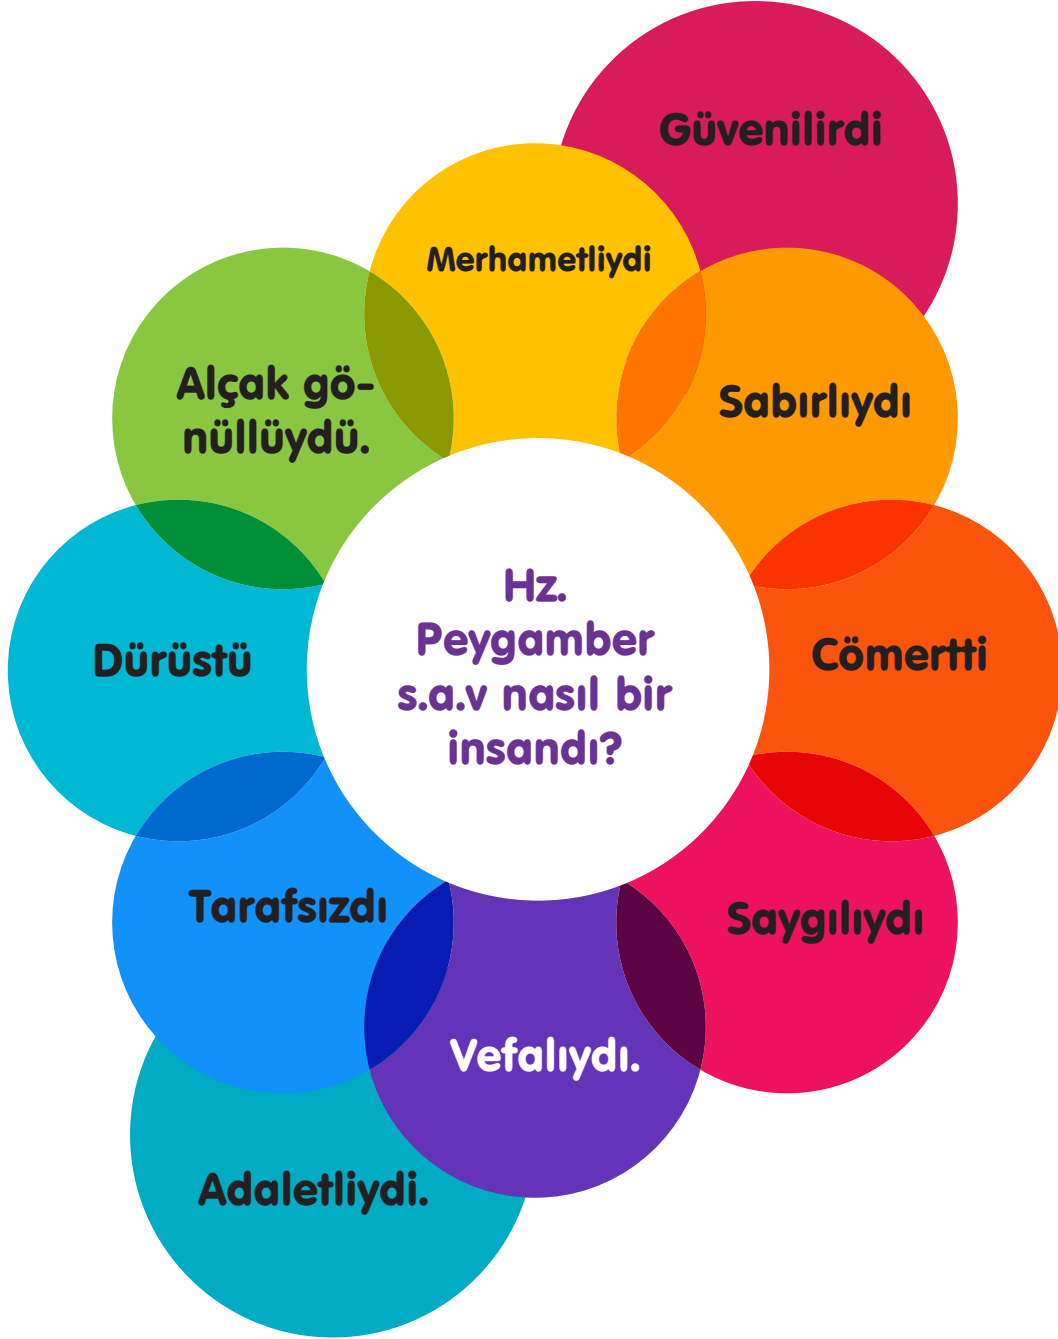 Güvenilirdi
Merhametliydi
Alçak gö-
nüllüydü.
Sabırlıydı
Hz.
Peygamber
s.a.v nasıl bir
insandı?
Dürüstü
Cömertti
Tarafsızdı
Saygılıydı
Vefalıydı.
Adaletliydi.